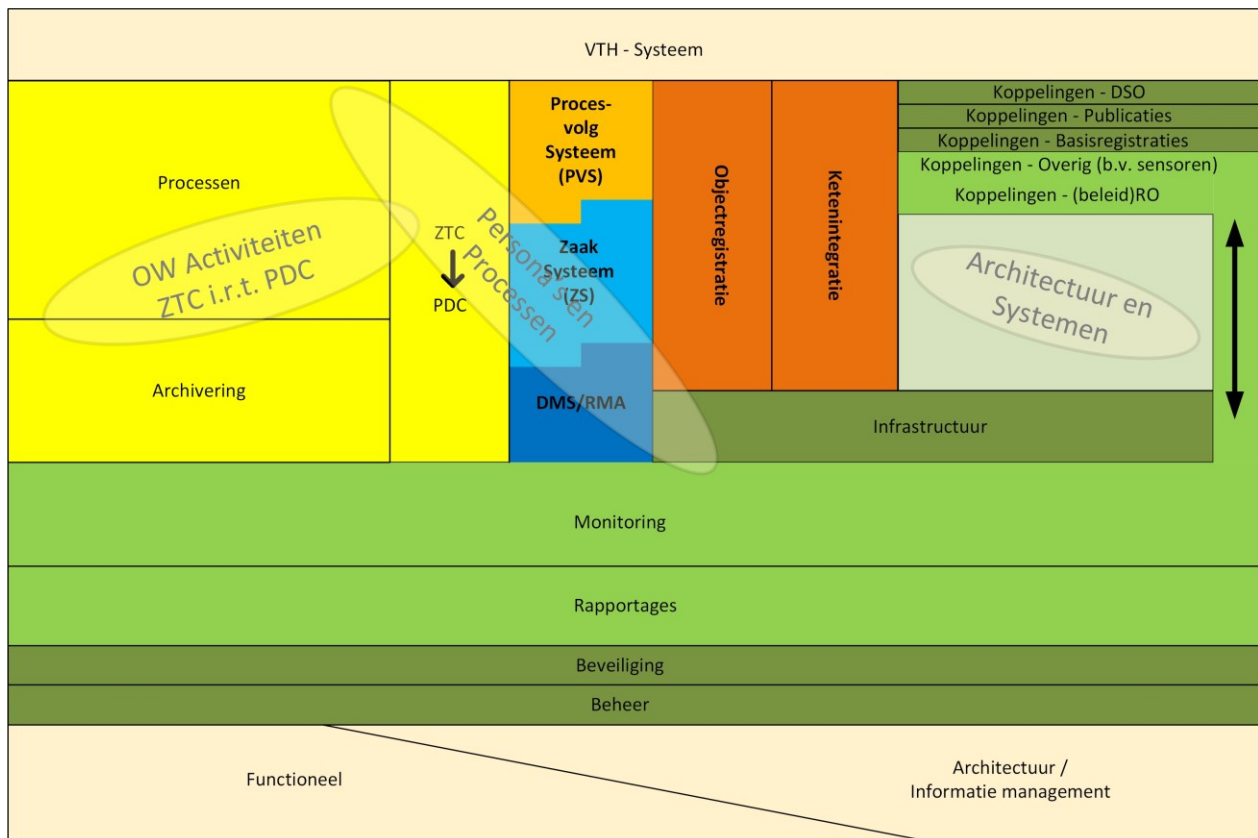 VTH - Systeem
Processen
OW Activiteiten
ZTC i.r.t. PDC
Archivering
ZTC
PDC
Persona's en
Processen
Proces-
volg
Systeem
(PVS)
Zaak
Systeem
(ZS)
DMS/RMA
Objectregistratie
Ketenintegratie
Koppelingen - DSO
Koppelingen - Publicaties
Koppelingen - Basisregistraties
Koppelingen - Overig (b.v. sensoren)
Koppelingen - (beleid)RO
Architectuur en
Systemen
Infrastructuur
Monitoring
Rapportages
Beveiliging
Beheer
Functioneel
Architectuur /
Informatie management